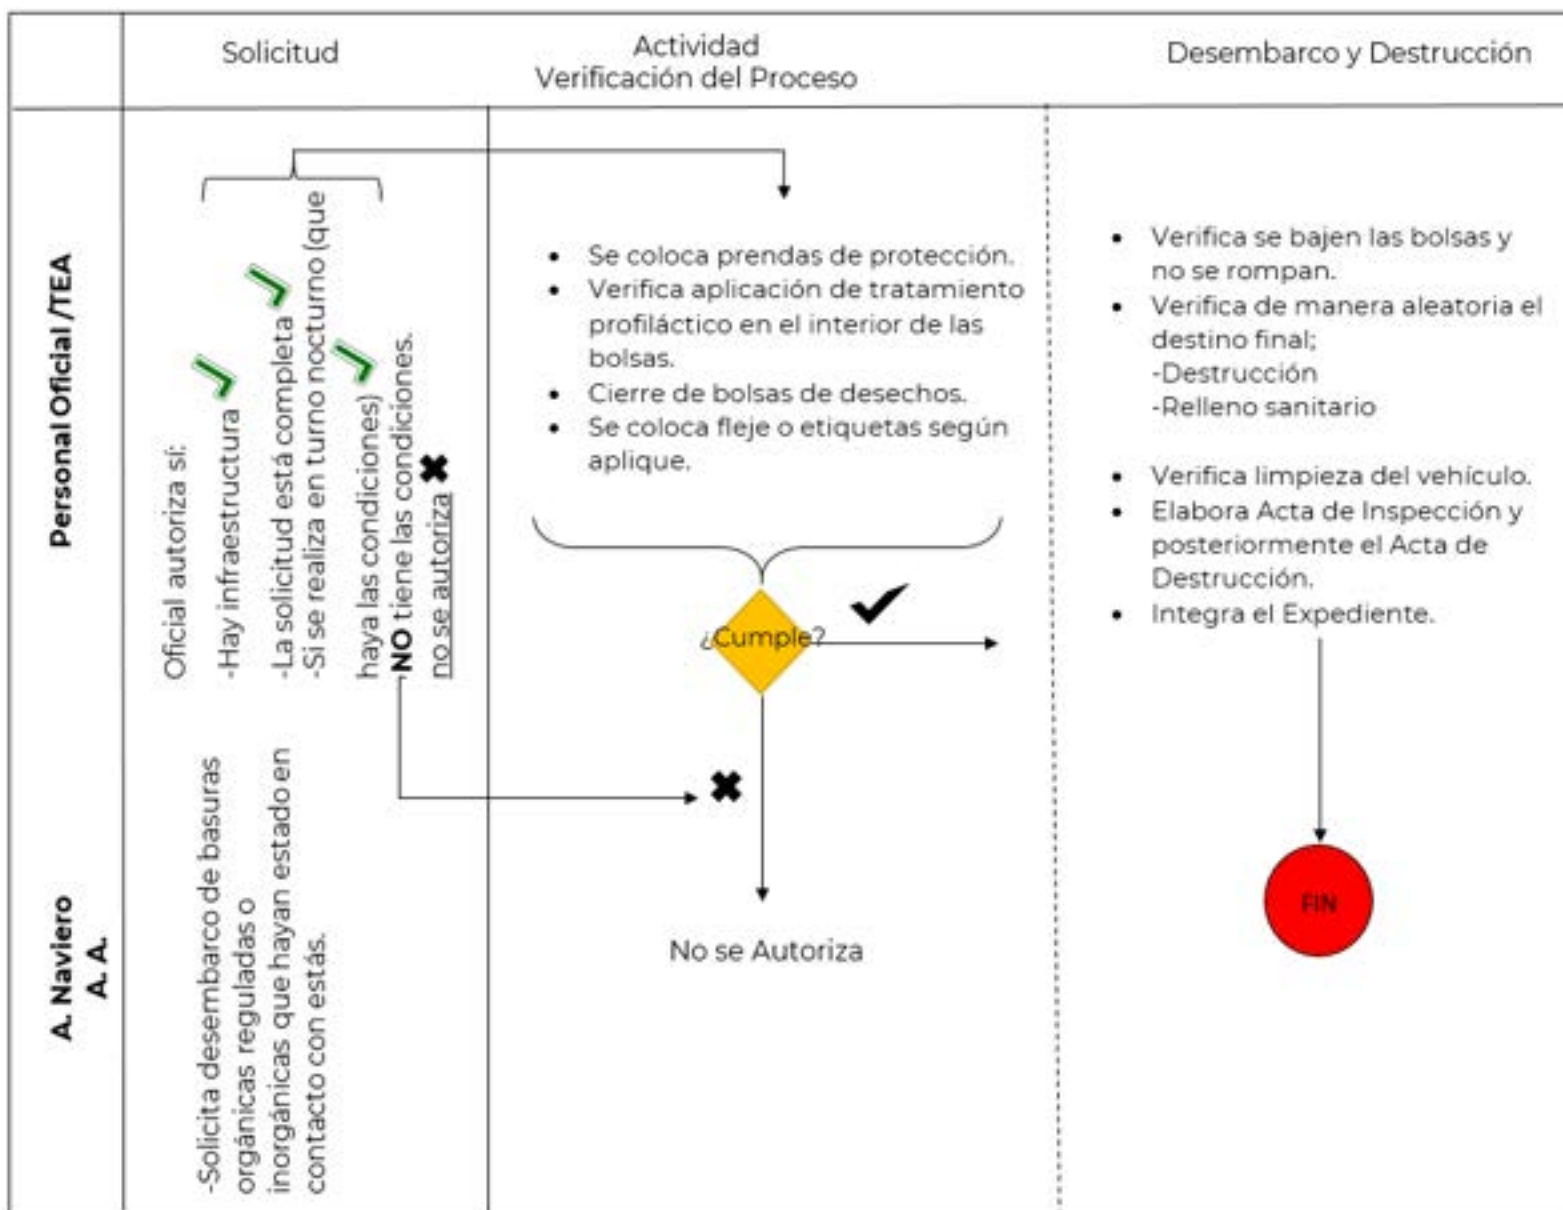 Solicitud
Actividad
Verificación del Proceso
Desembarco y Destrucción
Personal Oficial /TEA
Oficial autoriza sí:
-Hay infraestructura
-La solicitud está completa
-Si se realiza en turno nocturno (que
haya las condiciones)
-NO tiene las condiciones.
no se autoriza
• Se coloca prendas de protección.
• Verifica aplicación de tratamiento
profiláctico en el interior de las
bolsas.
• Cierre de bolsas de desechos.
• Se coloca fleje o etiquetas según
aplique.
¿Cumple?
No se Autoriza
• Verifica se bajen las bolsas y
no se rompan.
• Verifica de manera aleatoria el
destino final;
-Destrucción
-Relleno sanitario
• Verifica limpieza del vehículo.
• Elabora Acta de Inspección y
posteriormente el Acta de
Destrucción.
• Integra el Expediente.
FIN
A. Naviero
A. A.
-Solicita desembarco de basuras
orgánicas reguladas o
inorgánicas que hayan estado en
contacto con estás.